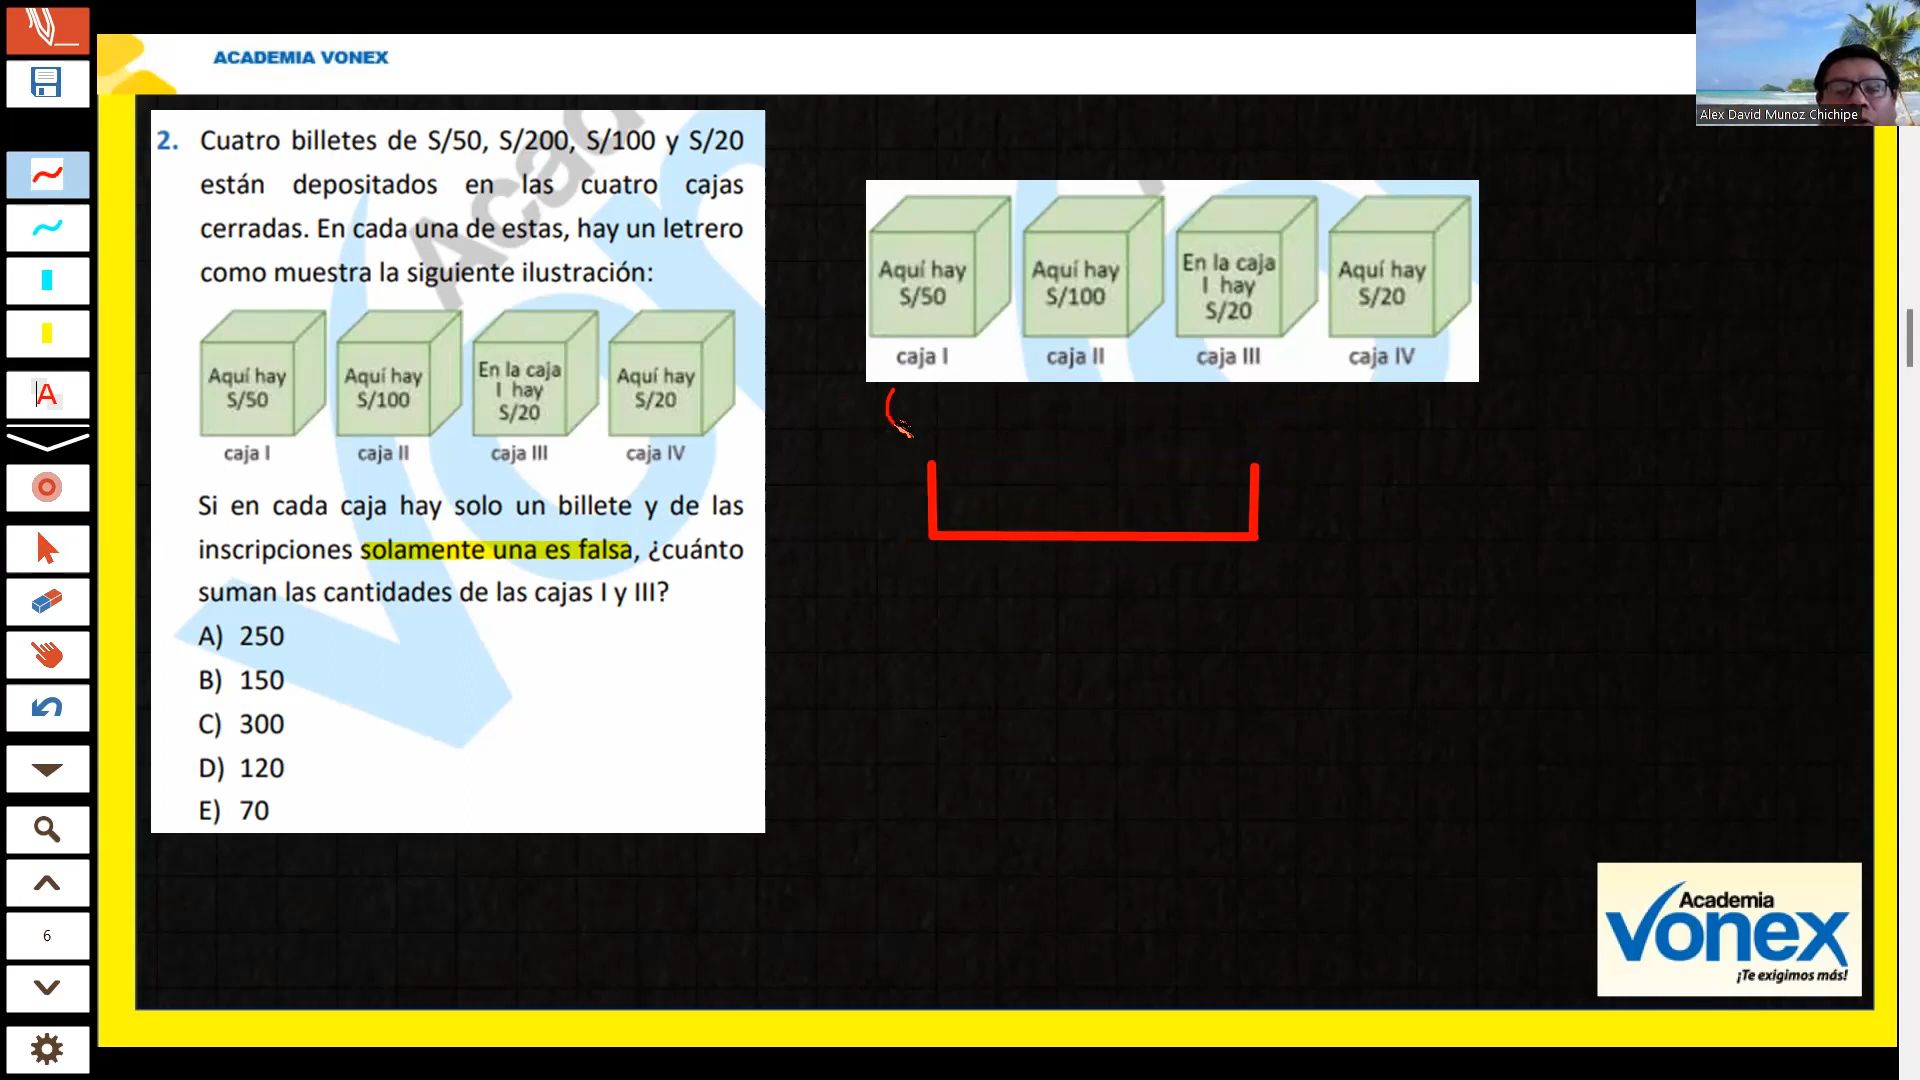 ACADEMIA VONEX
Alex David Munoz Chichipe
2. Cuatro billetes de S/50, S/200, S/100 y S/20
están depositados en las cuatro cajas
cerradas. En cada una de estas, hay un letrero
como muestra la siguiente ilustración:
Aquí hay
S/50
caja I
Aquí hay
S/100
caja II
En la caja
I hay
S/20
caja III
Aquí hay
S/20
caja IV
Si en cada caja hay solo un billete y de las
inscripciones solamente una es falsa, ¿cuánto
suman las cantidades de las cajas I y III?
A) 250
B) 150
C) 300
D) 120
E) 70
Aquí hay
S/50
caja I
Aquí hay
S/100
caja II
En la caja
I hay
S/20
caja III
Aquí hay
S/20
caja IV
A
6
Academia
Vonex
¡Te exigimos más!